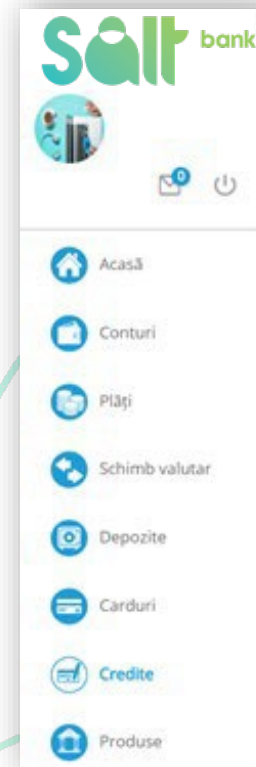 Salt bank
0
Acasă
Conturi
Plăți
Schimb valutar
Depozite
Carduri
Credite
Produse